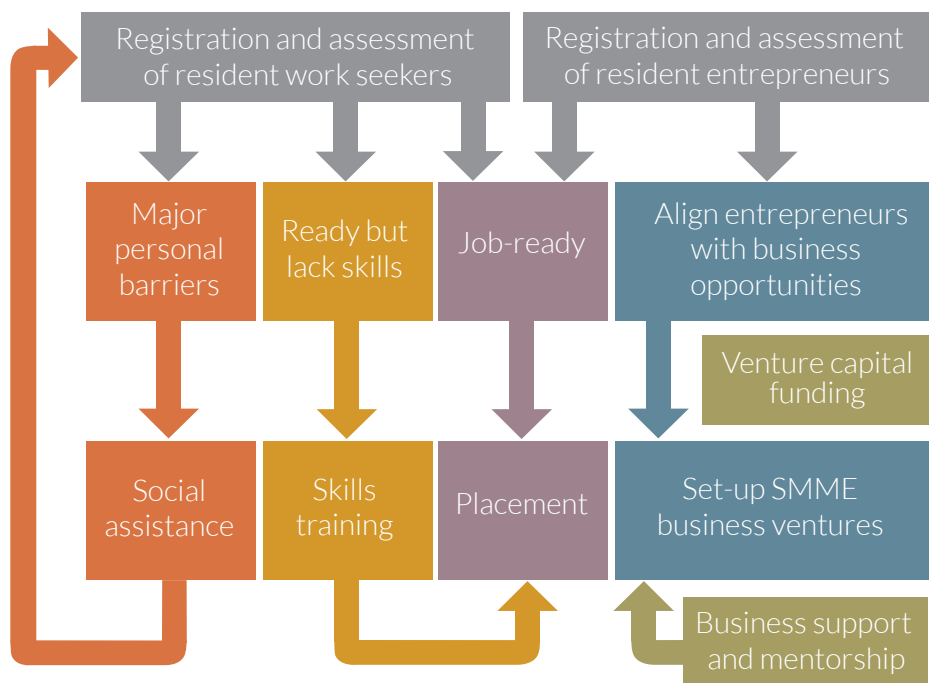 Registration and assessment
of resident work seekers
Registration and assessment
of resident entrepreneurs
Major
personal
barriers
Ready but
lack skills
Job-ready
Align entrepreneurs
with business
opportunities
Venture capital
funding
Social
assistance
Skills
training
Placement
Set-up SMME
business ventures
Business support
and mentorship